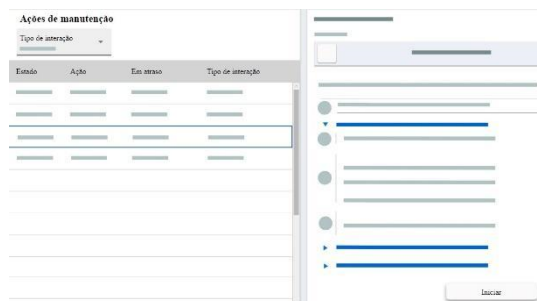 Ações de manutenção
Tipo de interação
Estado Ação Em atraso Tipo de interação
Iniciar